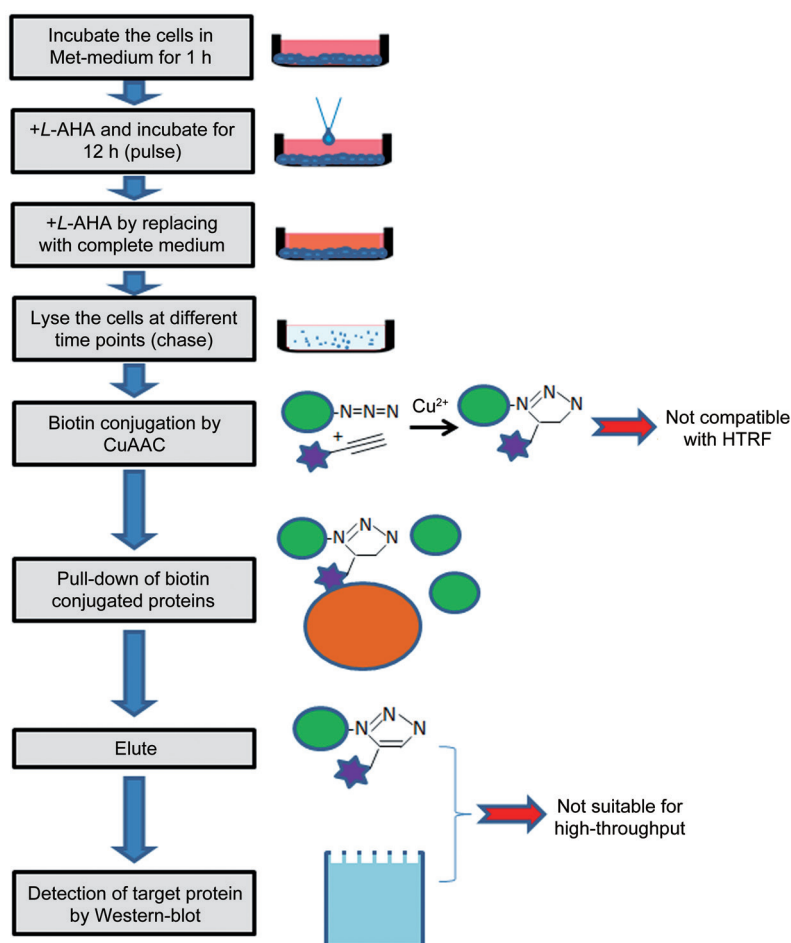 Incubate the cells in
Met-medium for 1 h
+L-AHA and incubate for
12 h (pulse)
+L-AHA by replacing
with complete medium
Lyse the cells at different
time points (chase)
Biotin conjugation by
CuAAC
-N=N=N
+
Cu²⁺
N
N
N
Not compatible
with HTRF
Pull-down of biotin
conjugated proteins
N
N
N
Elute
N
N
N
Not suitable for
high-throughput
Detection of target protein
by Western-blot